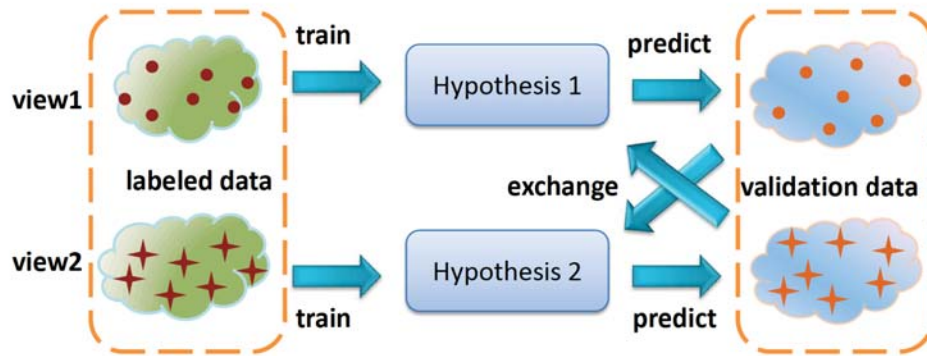 train
predict
view1
Hypothesis 1
labeled data
exchange
validation data
view2
Hypothesis 2
train
predict